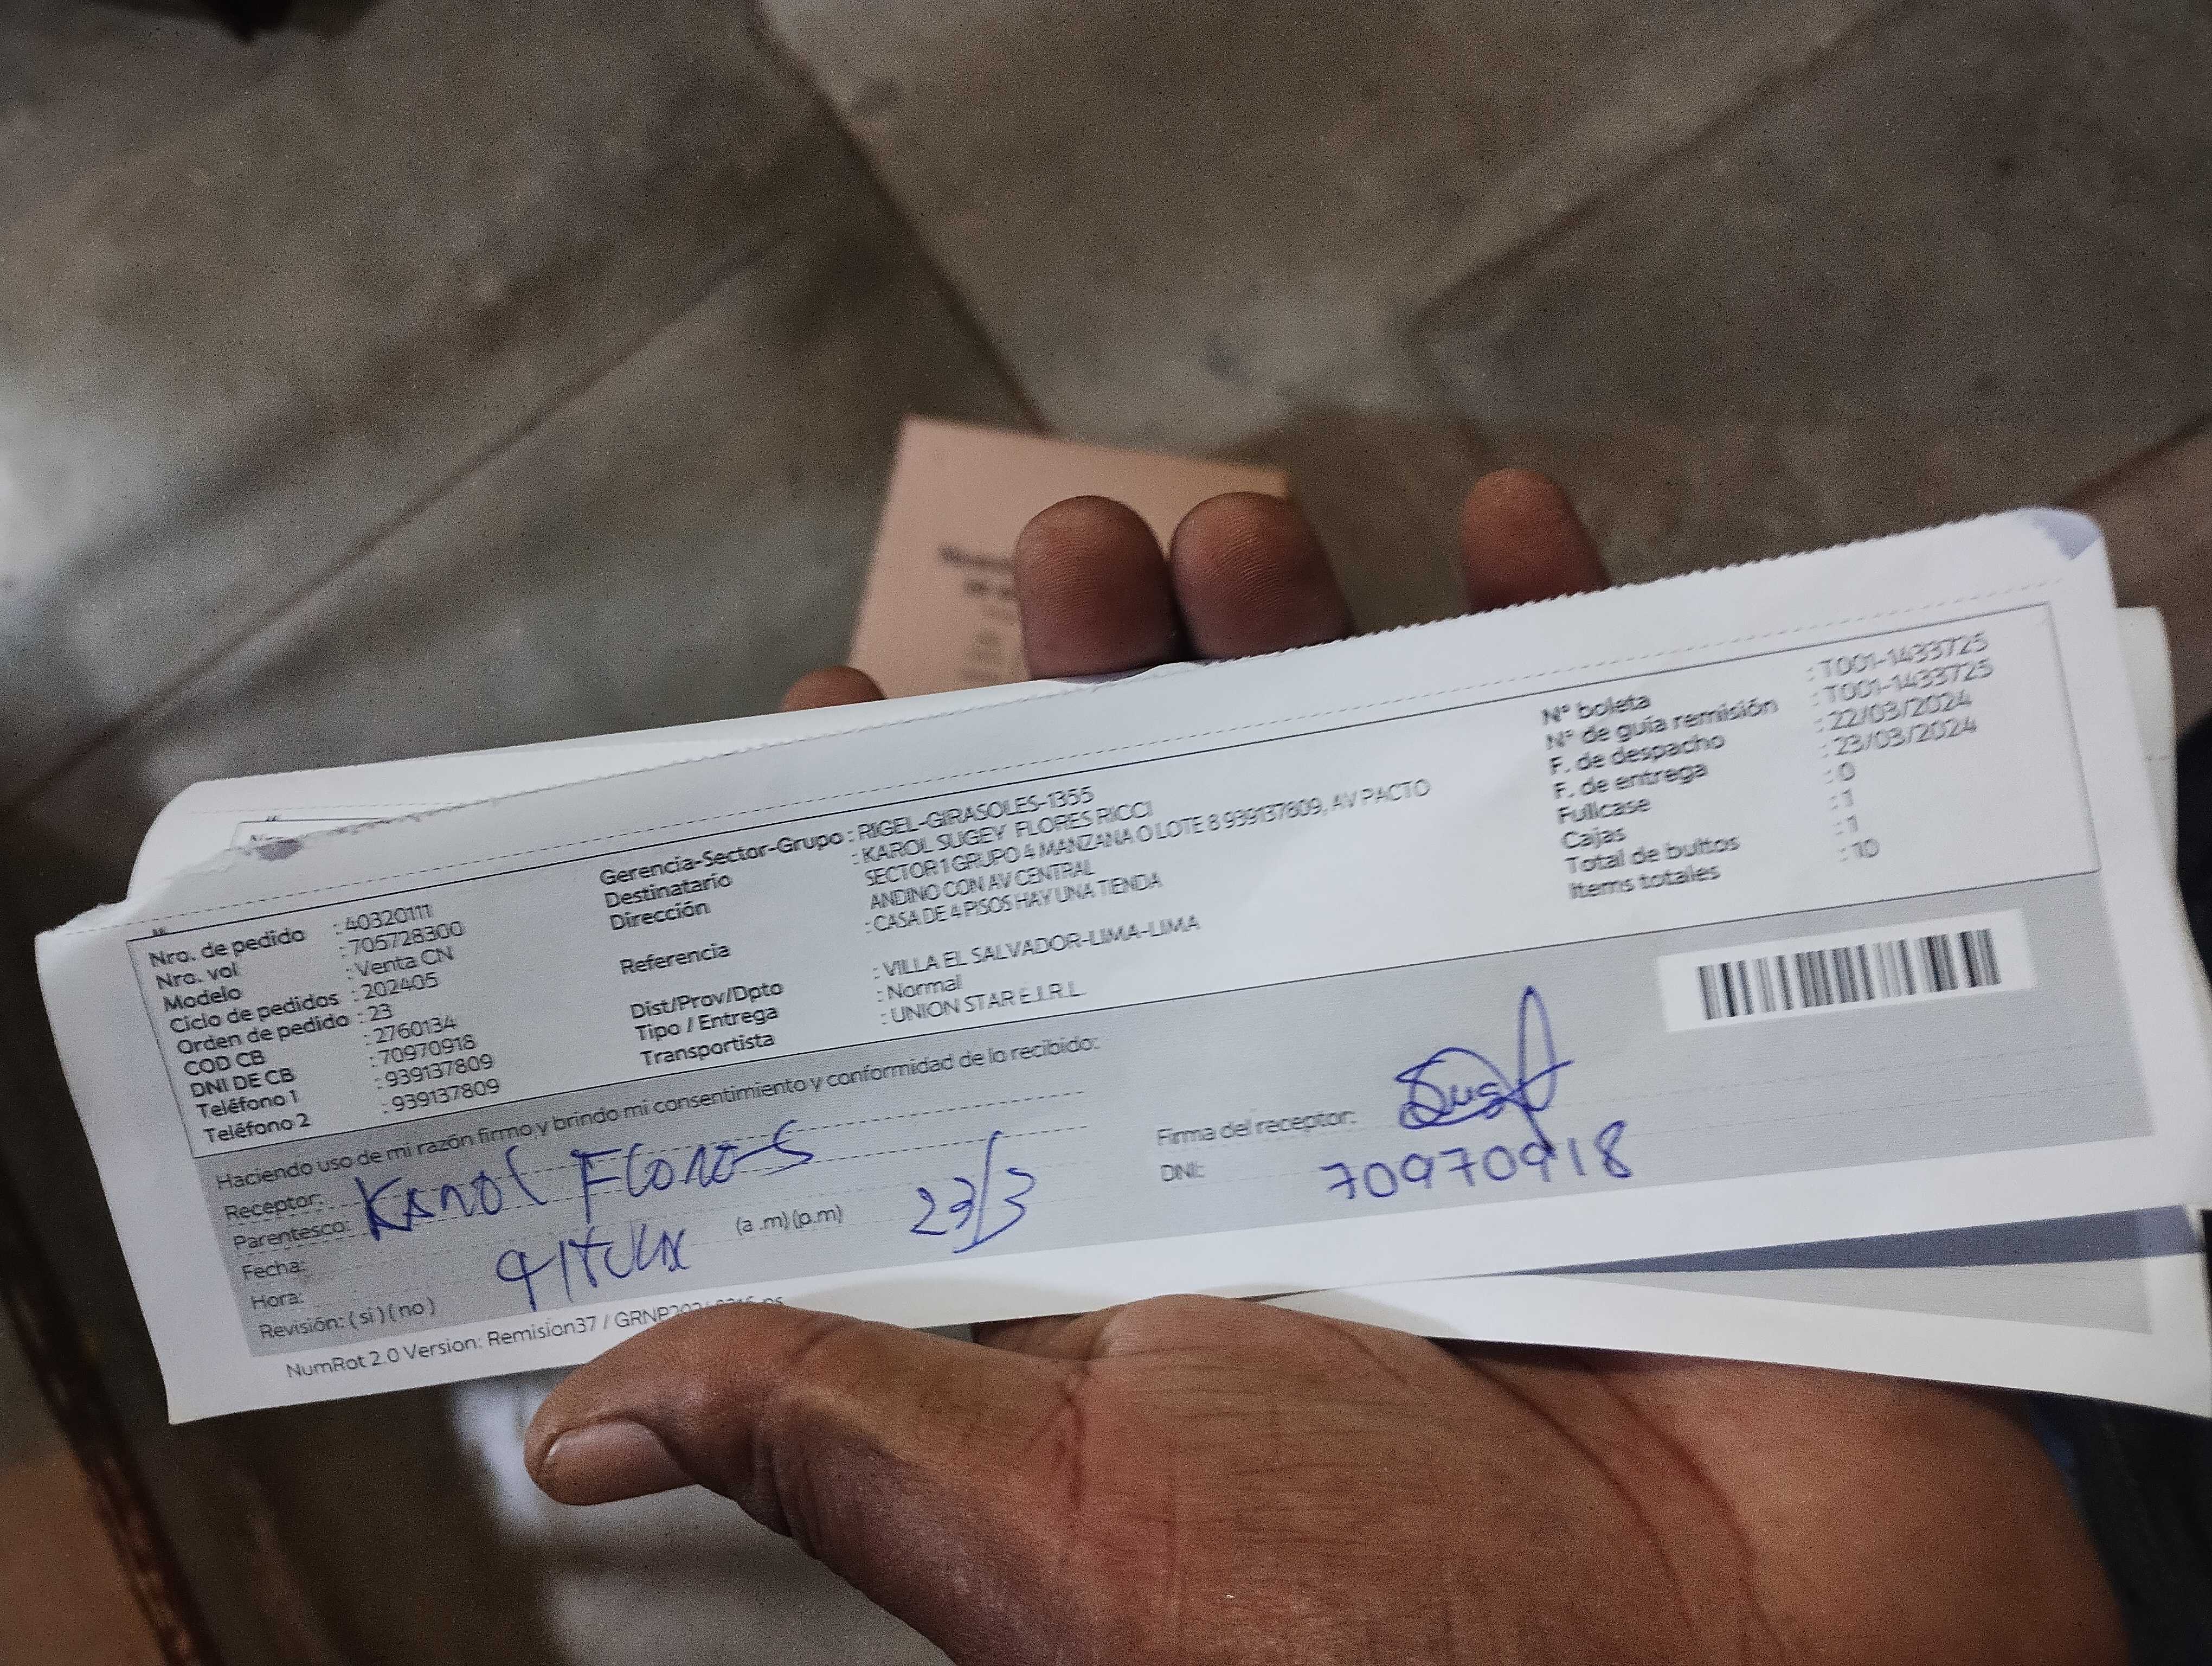 Nro. de pedido : 40320111
Nro. vol : 705728300
Modelo : Venta CN
Ciclo de pedidos : 202405
Orden de pedido : 23
COD CB : 2760134
DNI DE CB : 70970918
Teléfono 1 : 939137809
Teléfono 2 : 939137809
Gerencia-Sector-Grupo : RIGEL-GIRASOLES-1355
Destinatario : KAROL SUGEY FLORES RICCI
Dirección SECTOR 1 GRUPO 4 MANZANA O LOTE 8 939137809, AV PACTO
ANDINO CON AV CENTRAL
Referencia : CASA DE 4 PISOS HAY UNA TIENDA
Dist/Prov/Dpto : VILLA EL SALVADOR-LIMA-LIMA
Tipo / Entrega : Normal
Transportista : UNION STAR E.I.R.L.
N° boleta : T001-1433725
N° de guía remisión : T001-1433725
F. de despacho : 22/03/2024
F. de entrega : 23/03/2024
Fullcase : 0
Cajas : 1
Total de bultos : 1
Items totales : 10
Haciendo uso de mi razón firmo y brindo mi consentimiento y conformidad de lo recibido:
Receptor: Karol Flores
Parentesco:
Fecha: 23/3
Hora: (a .m) (p.m)
Revisión: ( si ) ( no )
Firma del receptor:
DNI: 70970918
NumRot 2.0 Version: Remision37